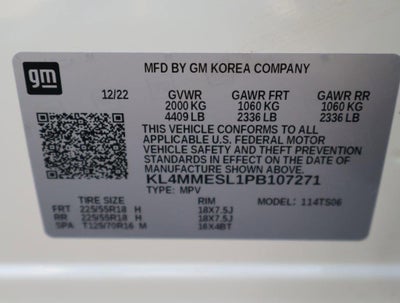 gm
MFD BY GM KOREA COMPANY
12/22 GVWR GAWR FRT GAWR RR
2000 KG 1060 KG 1060 KG
4409 LB 2336 LB 2336 LB
THIS VEHICLE CONFORMS TO ALL
APPLICABLE U.S. FEDERAL MOTOR
VEHICLE SAFETY AND THEFT PREVENTION
STANDARDS IN EFFECT ON THE DATE OF
MANUFACTURE SHOWN ABOVE.
KL4MMESL1PB107271
TYPE: MPV MODEL: 114TS06
TIRE SIZE RIM
FRT 225/55R18 H 18X7.5J
RR 225/55R18 H 18X7.5J
SPA T125/70R16 M 16X4BT